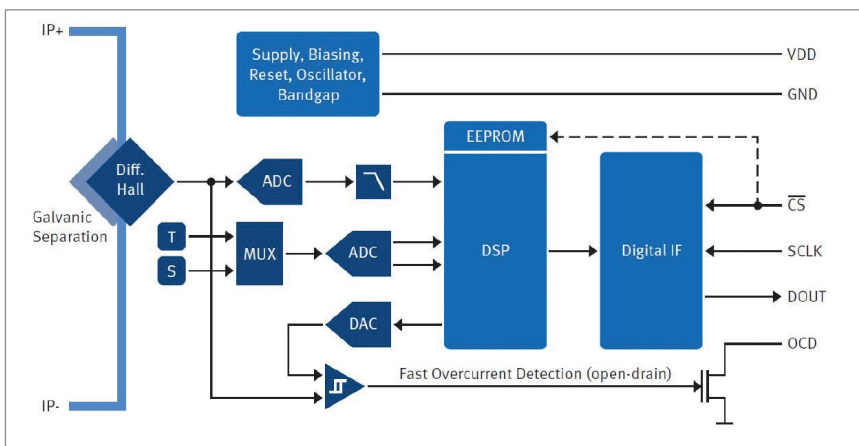 IP+
Supply, Biasing,
Reset, Oscillator,
Bandgap
VDD
GND
EEPROM
Diff.
Hall
ADC
Galvanic
Separation
T
S
MUX
ADC
DSP
Digital IF
CS
SCLK
DOUT
DAC
OCD
Fast Overcurrent Detection (open-drain)
IP-